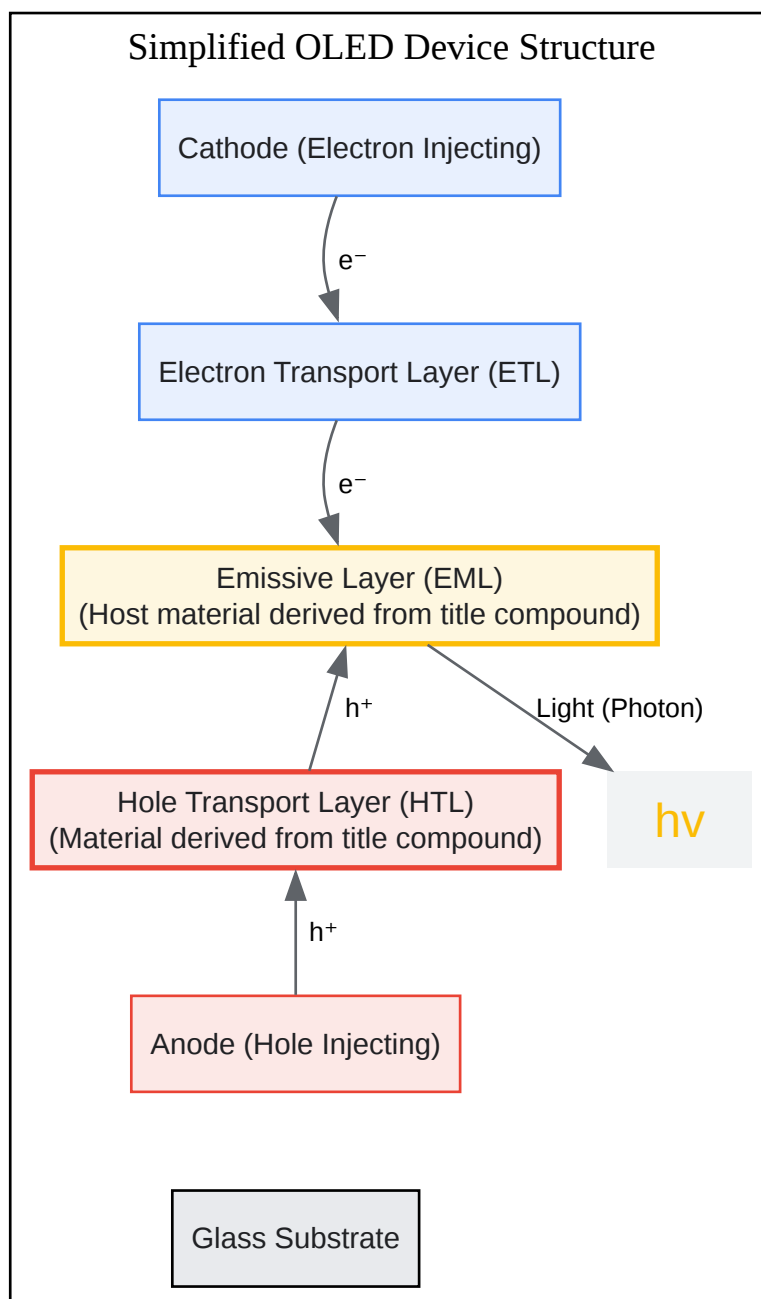 Simplified OLED Device Structure
Cathode (Electron Injecting)
e⁻
Electron Transport Layer (ETL)
e⁻
Emissive Layer (EML)
(Host material derived from title compound)
h⁺
Light (Photon)
Hole Transport Layer (HTL)
(Material derived from title compound)
hν
h⁺
Anode (Hole Injecting)
Glass Substrate